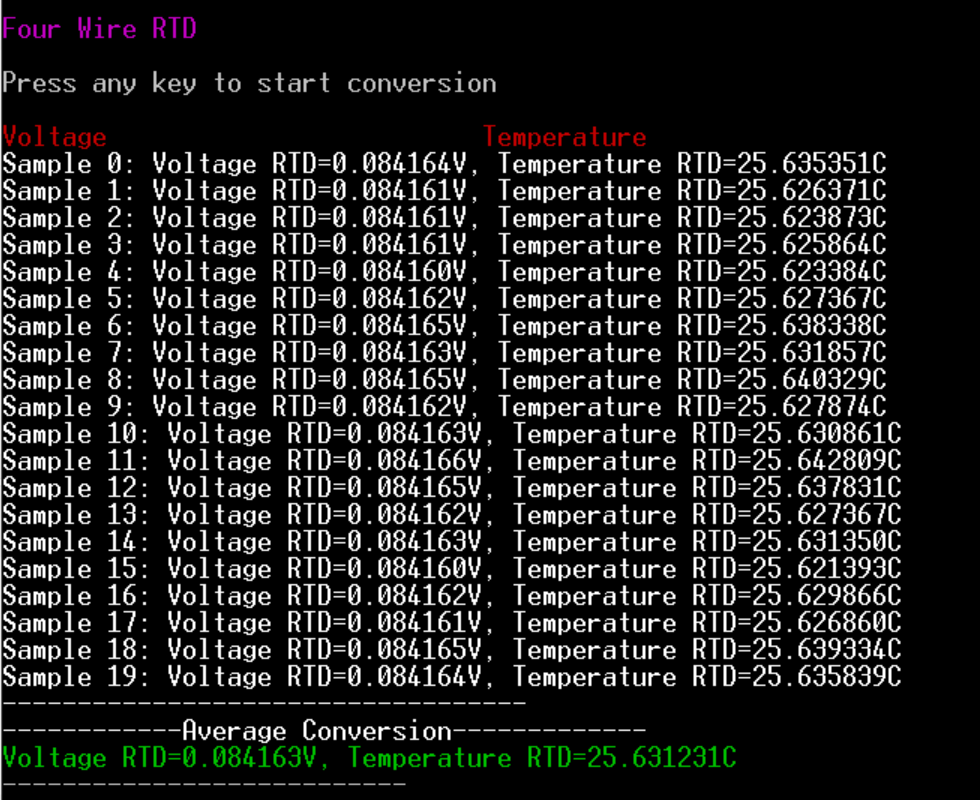 Four Wire RTD
Press any key to start conversion
Voltage Temperature
Sample 0: Voltage RTD=0.084164V, Temperature RTD=25.635351C
Sample 1: Voltage RTD=0.084161V, Temperature RTD=25.626371C
Sample 2: Voltage RTD=0.084161V, Temperature RTD=25.623873C
Sample 3: Voltage RTD=0.084161V, Temperature RTD=25.625864C
Sample 4: Voltage RTD=0.084160V, Temperature RTD=25.623384C
Sample 5: Voltage RTD=0.084162V, Temperature RTD=25.627367C
Sample 6: Voltage RTD=0.084165V, Temperature RTD=25.638338C
Sample 7: Voltage RTD=0.084163V, Temperature RTD=25.631857C
Sample 8: Voltage RTD=0.084165V, Temperature RTD=25.640329C
Sample 9: Voltage RTD=0.084162V, Temperature RTD=25.627874C
Sample 10: Voltage RTD=0.084163V, Temperature RTD=25.630861C
Sample 11: Voltage RTD=0.084166V, Temperature RTD=25.642809C
Sample 12: Voltage RTD=0.084165V, Temperature RTD=25.637831C
Sample 13: Voltage RTD=0.084162V, Temperature RTD=25.627367C
Sample 14: Voltage RTD=0.084163V, Temperature RTD=25.631350C
Sample 15: Voltage RTD=0.084160V, Temperature RTD=25.621393C
Sample 16: Voltage RTD=0.084162V, Temperature RTD=25.629866C
Sample 17: Voltage RTD=0.084161V, Temperature RTD=25.626860C
Sample 18: Voltage RTD=0.084165V, Temperature RTD=25.639334C
Sample 19: Voltage RTD=0.084164V, Temperature RTD=25.635839C
-----------------------------------
------------Average Conversion-------------
Voltage RTD=0.084163V, Temperature RTD=25.631231C
---------------------------